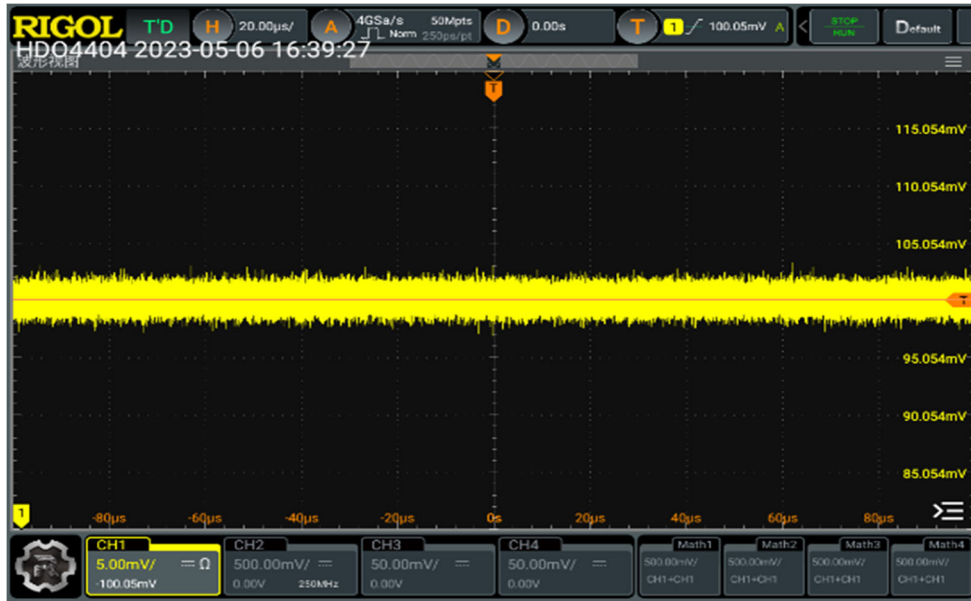 RIGOL T'D H 20.00µs/ A 4GSa/s 50Mpts Norm 250ps/pt D 0.00s T 1 100.05mV A < STOP RUN Default
HDO4404 2023-05-06 16:39:27
波形视图
T
115.054mV
110.054mV
105.054mV
T
95.054mV
90.054mV
85.054mV
1
-80µs -60µs -40µs -20µs 0s 20µs 40µs 60µs 80µs
CH1 CH2 CH3 CH4 Math1 Math2 Math3 Math4
5.00mV/ Ω 500.00mV/ 50.00mV/ 50.00mV/ 500.00mV/ 500.00mV/ 500.00mV/ 500.00mV/
-100.05mV 0.00V 250MHz 0.00V 0.00V CH1+CH1 CH1+CH1 CH1+CH1 CH1+CH1